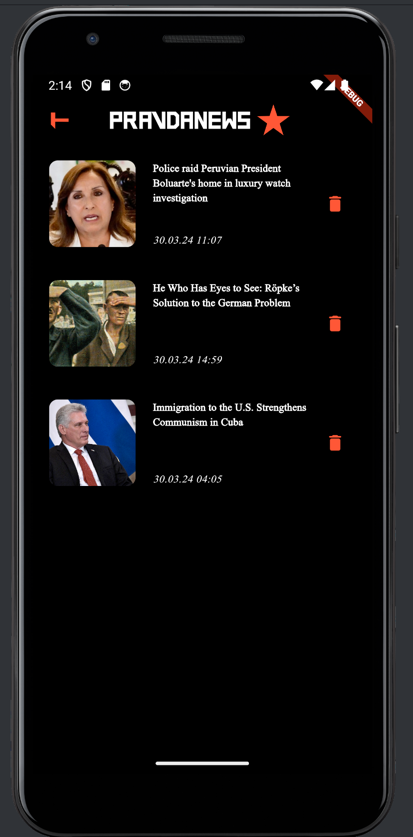 2:14
DEBUG
PRAVDANEWS
Police raid Peruvian President
Boluarte's home in luxury watch
investigation
30.03.24 11:07
He Who Has Eyes to See: Röpke’s
Solution to the German Problem
30.03.24 14:59
Immigration to the U.S. Strengthens
Communism in Cuba
30.03.24 04:05